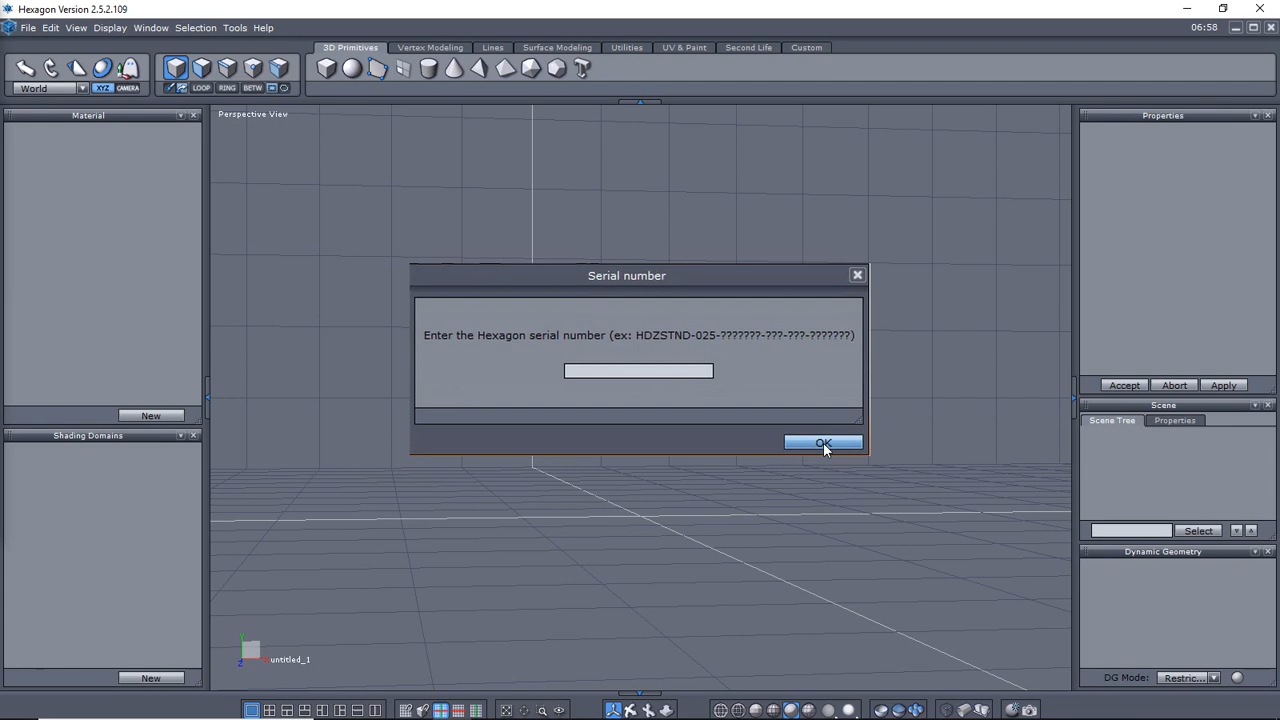 Hexagon Version 2.5.2.109
File Edit View Display Window Selection Tools Help
06:58
3D Primitives Vertex Modeling Lines Surface Modeling Utilities UV & Paint Second Life Custom
World XYZ CAMERA LOOP RING BETW
Material
Perspective View
Properties
Serial number
Enter the Hexagon serial number (ex: HDZSTND-025-???????-???-???-???????)
OK
Accept Abort Apply
New
Scene
Scene Tree Properties
Shading Domains
Select
Dynamic Geometry
Y
Z
untitled_1
New
DG Mode: Restric...